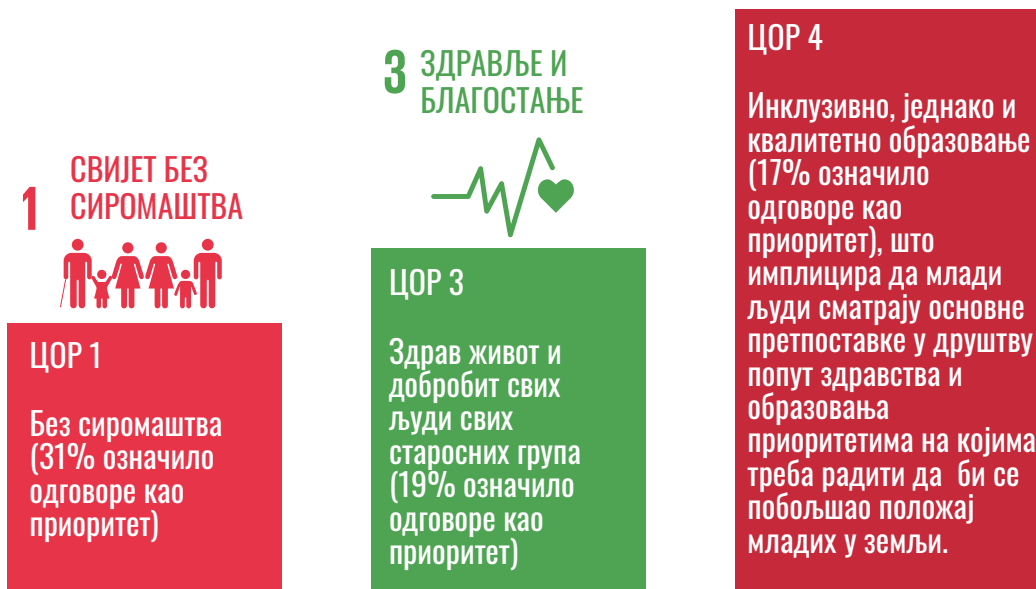 1
СВИЈЕТ БЕЗ
СИРОМАШТВА
ЦОР 1
Без сиромаштва
(31% означило
одговоре као
приоритет)
3
ЗДРАВЉЕ И
БЛАГОСТАЊЕ
ЦОР 3
Здрав живот и
добробит свих
људи свих
старосних група
(19% означило
одговоре као
приоритет)
ЦОР 4
Инклузивно, једнако и
квалитетно образовање
(17% означило
одговоре као
приоритет), што
имплицира да млади
људи сматрају основне
претпоставке у друштву
попут здравства и
образовања
приоритетима на којима
треба радити да  би се
побољшао положај
младих у земљи.